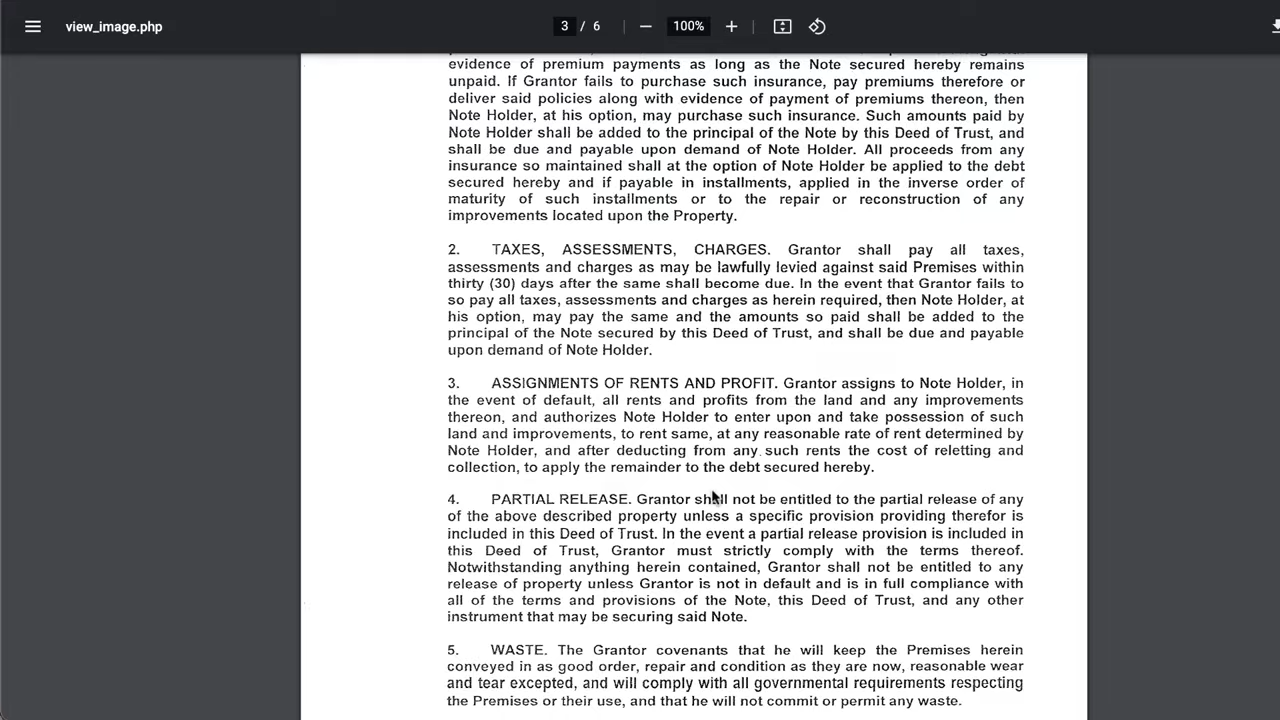 view_image.php
3 / 6
100%
evidence of premium payments as long as the Note secured hereby remains
unpaid. If Grantor fails to purchase such insurance, pay premiums therefore or
deliver said policies along with evidence of payment of premiums thereon, then
Note Holder, at his option, may purchase such insurance. Such amounts paid by
Note Holder shall be added to the principal of the Note by this Deed of Trust, and
shall be due and payable upon demand of Note Holder. All proceeds from any
insurance so maintained shall at the option of Note Holder be applied to the debt
secured hereby and if payable in installments, applied in the inverse order of
maturity of such installments or to the repair or reconstruction of any
improvements located upon the Property.
2. TAXES, ASSESSMENTS, CHARGES. Grantor shall pay all taxes,
assessments and charges as may be lawfully levied against said Premises within
thirty (30) days after the same shall become due. In the event that Grantor fails to
so pay all taxes, assessments and charges as herein required, then Note Holder, at
his option, may pay the same and the amounts so paid shall be added to the
principal of the Note secured by this Deed of Trust, and shall be due and payable
upon demand of Note Holder.
3. ASSIGNMENTS OF RENTS AND PROFIT. Grantor assigns to Note Holder, in
the event of default, all rents and profits from the land and any improvements
thereon, and authorizes Note Holder to enter upon and take possession of such
land and improvements, to rent same, at any reasonable rate of rent determined by
Note Holder, and after deducting from any such rents the cost of reletting and
collection, to apply the remainder to the debt secured hereby.
4. PARTIAL RELEASE. Grantor shall not be entitled to the partial release of any
of the above described property unless a specific provision providing therefor is
included in this Deed of Trust. In the event a partial release provision is included in
this Deed of Trust, Grantor must strictly comply with the terms thereof.
Notwithstanding anything herein contained, Grantor shall not be entitled to any
release of property unless Grantor is not in default and is in full compliance with
all of the terms and provisions of the Note, this Deed of Trust, and any other
instrument that may be securing said Note.
5. WASTE. The Grantor covenants that he will keep the Premises herein
conveyed in as good order, repair and condition as they are now, reasonable wear
and tear excepted, and will comply with all governmental requirements respecting
the Premises or their use, and that he will not commit or permit any waste.